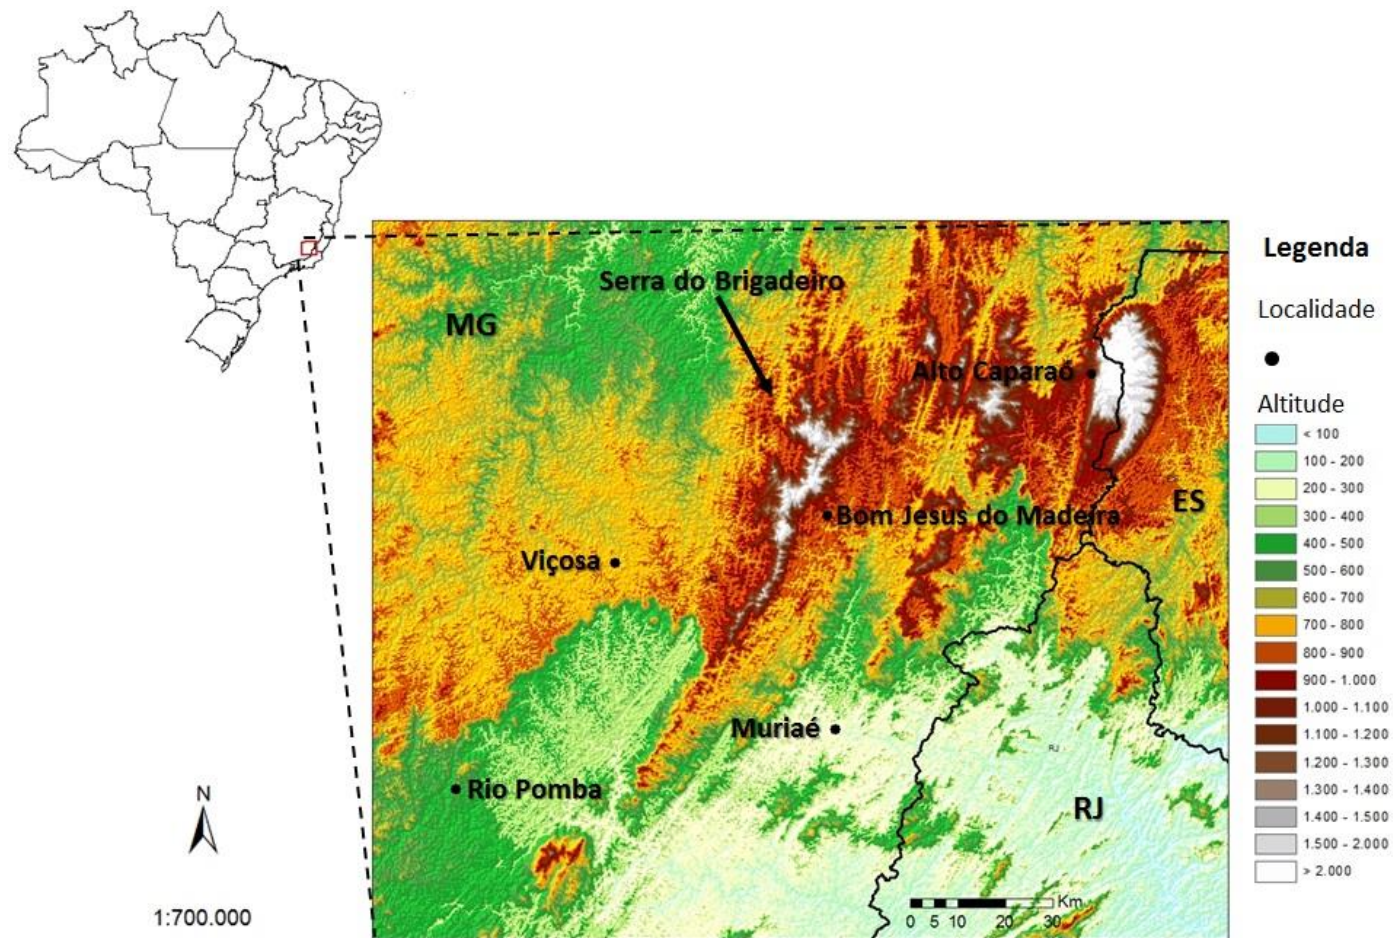 Serra do Brigadeiro
MG
Alto Caparaó
ES
Bom Jesus do Madeira
Viçosa
Muriaé
Rio Pomba
RJ
RJ
N
1:700.000
Km
0 5 10 20 30
Legenda
Localidade
Altitude
< 100
100 - 200
200 - 300
300 - 400
400 - 500
500 - 600
600 - 700
700 - 800
800 - 900
900 - 1.000
1.000 - 1.100
1.100 - 1.200
1.200 - 1.300
1.300 - 1.400
1.400 - 1.500
1.500 - 2.000
> 2.000